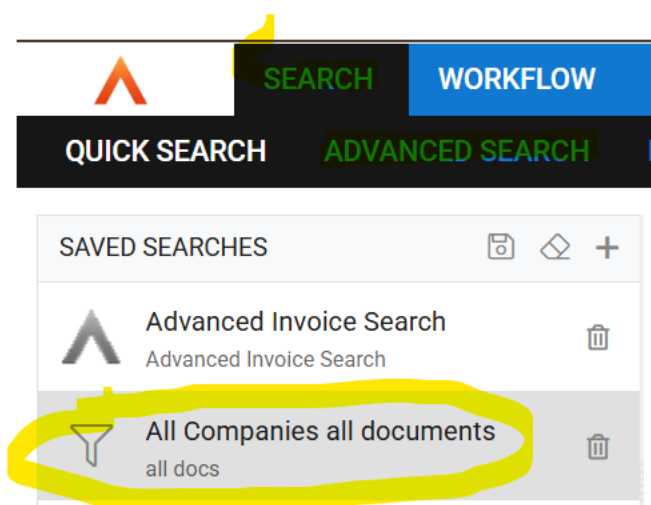 SEARCH WORKFLOW
QUICK SEARCH ADVANCED SEARCH
SAVED SEARCHES
Advanced Invoice Search
Advanced Invoice Search
All Companies all documents
all docs